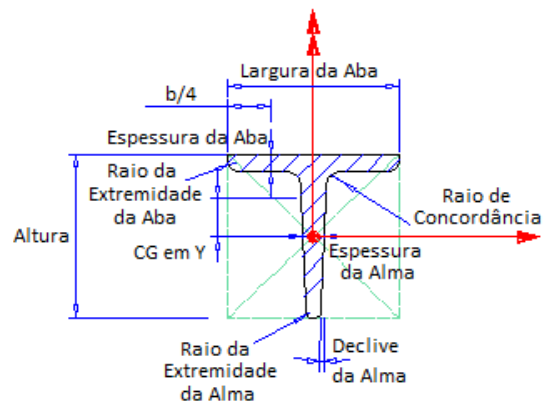 Largura da Aba
b/4
Espessura da Aba
Raio da
Extremidade
da Aba
Raio de
Concordância
Altura
CG em Y
Espessura
da Alma
Raio da
Extremidade
da Alma
Declive
da Alma